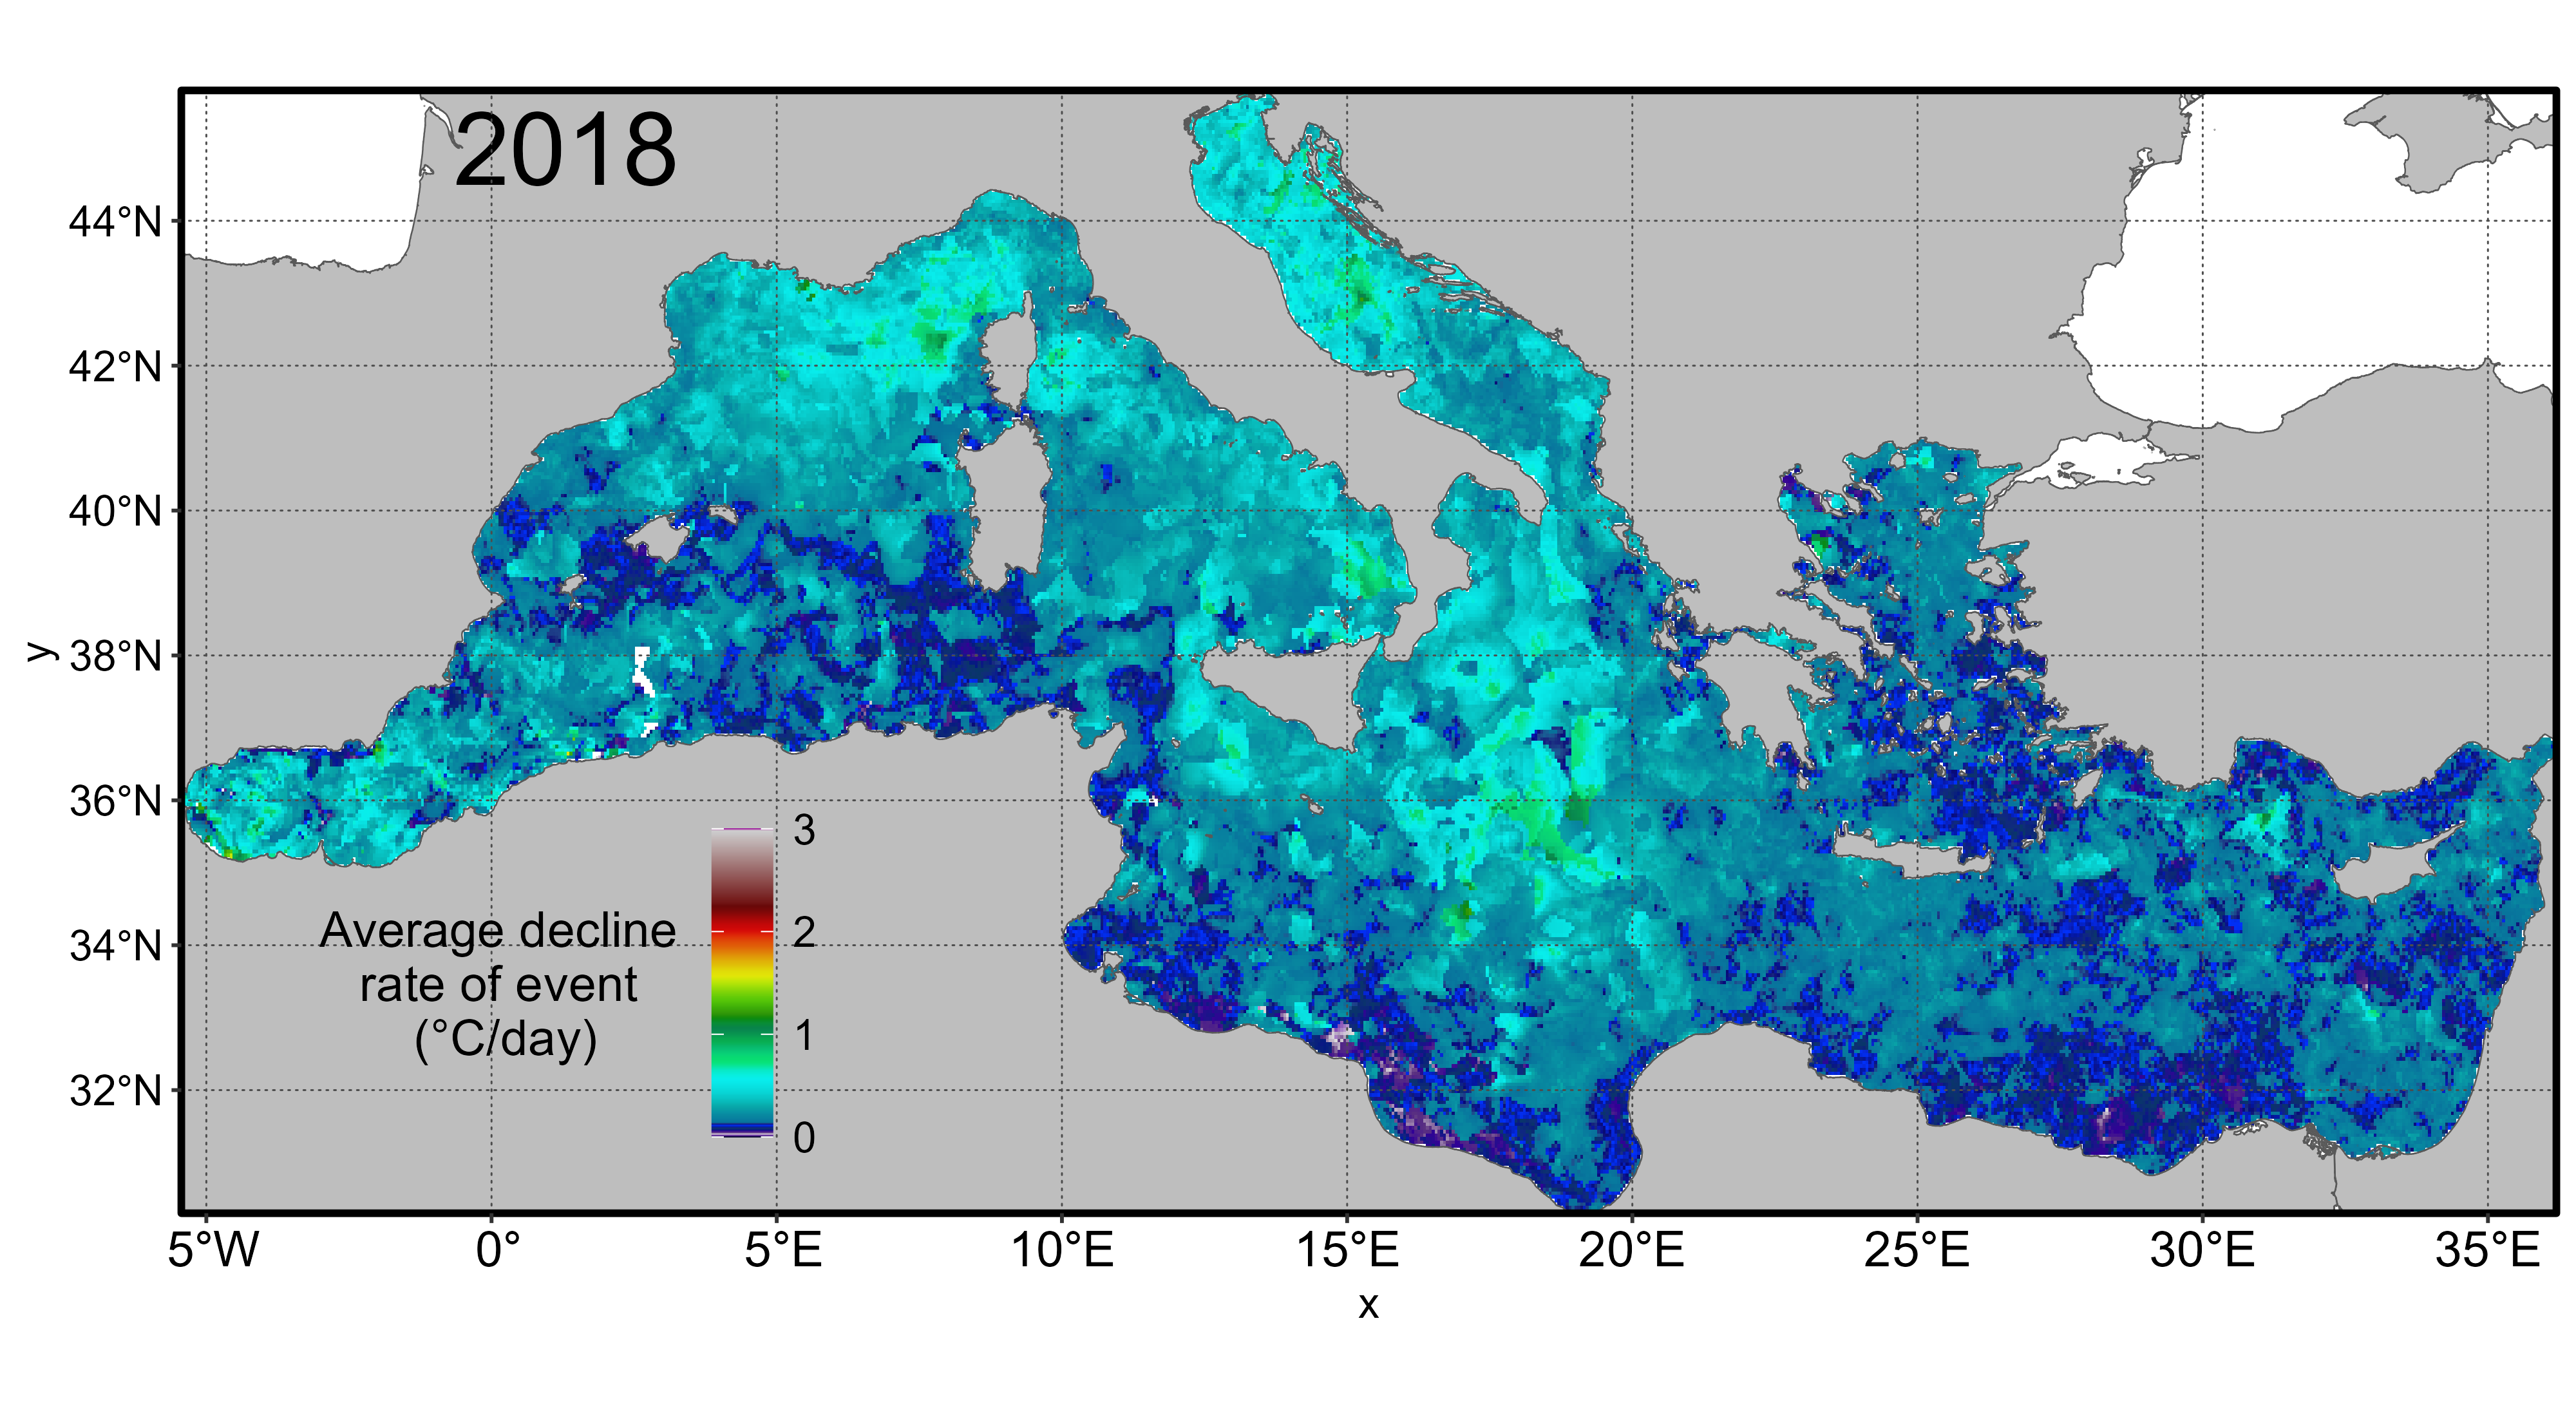 2018
44°N
42°N
40°N
38°N
36°N
34°N
32°N
y
Average decline
rate of event
(°C/day)
3
2
1
0
5°W
0°
5°E
10°E
15°E
20°E
25°E
30°E
35°E
x